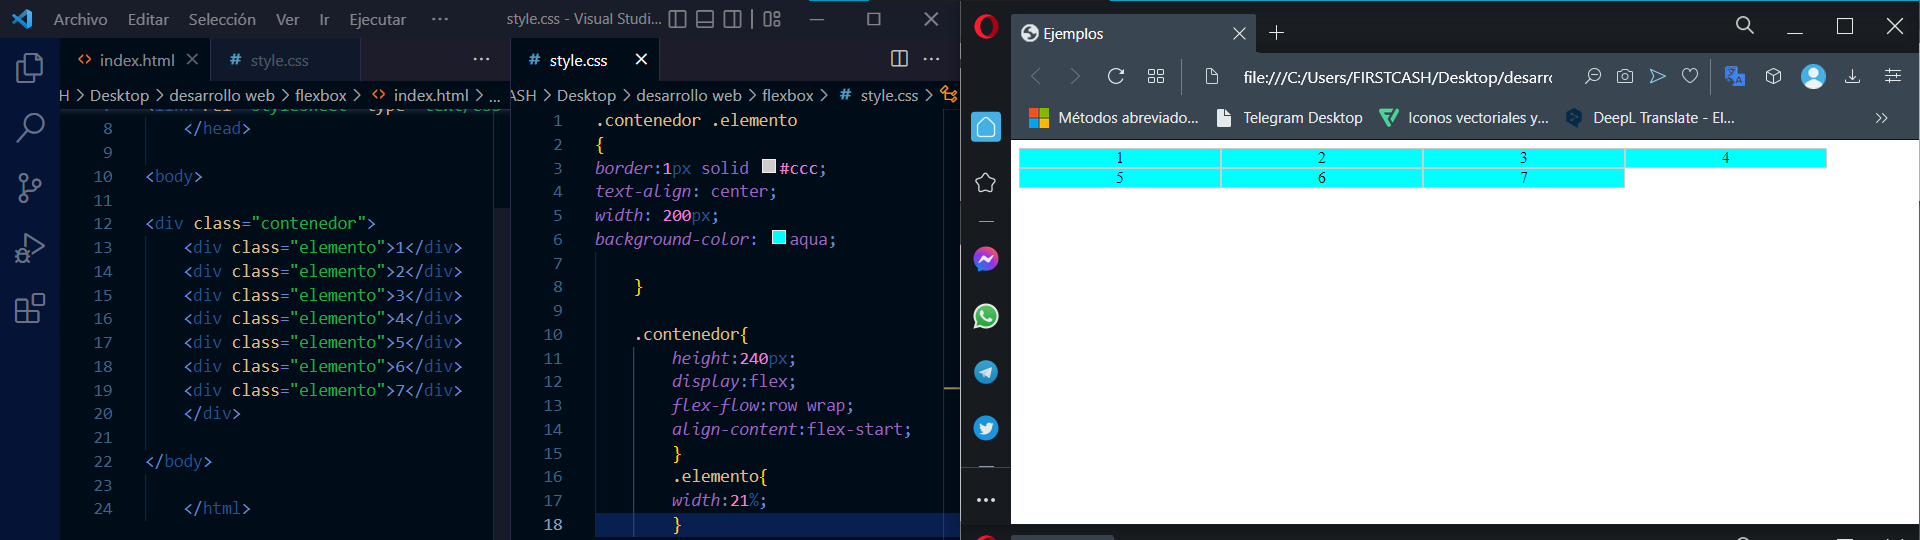 Archivo Editar Selección Ver Ir Ejecutar ··· style.css - Visual Studi...
index.html style.css ···
H > Desktop > desarrollo web > flexbox > index.html > ...
8 </head>
9
10 <body>
11
12 <div class="contenedor">
13 <div class="elemento">1</div>
14 <div class="elemento">2</div>
15 <div class="elemento">3</div>
16 <div class="elemento">4</div>
17 <div class="elemento">5</div>
18 <div class="elemento">6</div>
19 <div class="elemento">7</div>
20 </div>
21
22 </body>
23
24 </html>
style.css ···
ASH > Desktop > desarrollo web > flexbox > style.css >
1 .contenedor .elemento
2 {
3 border:1px solid #ccc;
4 text-align: center;
5 width: 200px;
6 background-color: aqua;
7
8 }
9
10 .contenedor{
11 height:240px;
12 display:flex;
13 flex-flow:row wrap;
14 align-content:flex-start;
15 }
16 .elemento{
17 width:21%;
18 }
Ejemplos
file:///C:/Users/FIRSTCASH/Desktop/desarro
Métodos abreviado... Telegram Desktop Iconos vectoriales y... DeepL Translate - El... »
1 2 3 4
5 6 7